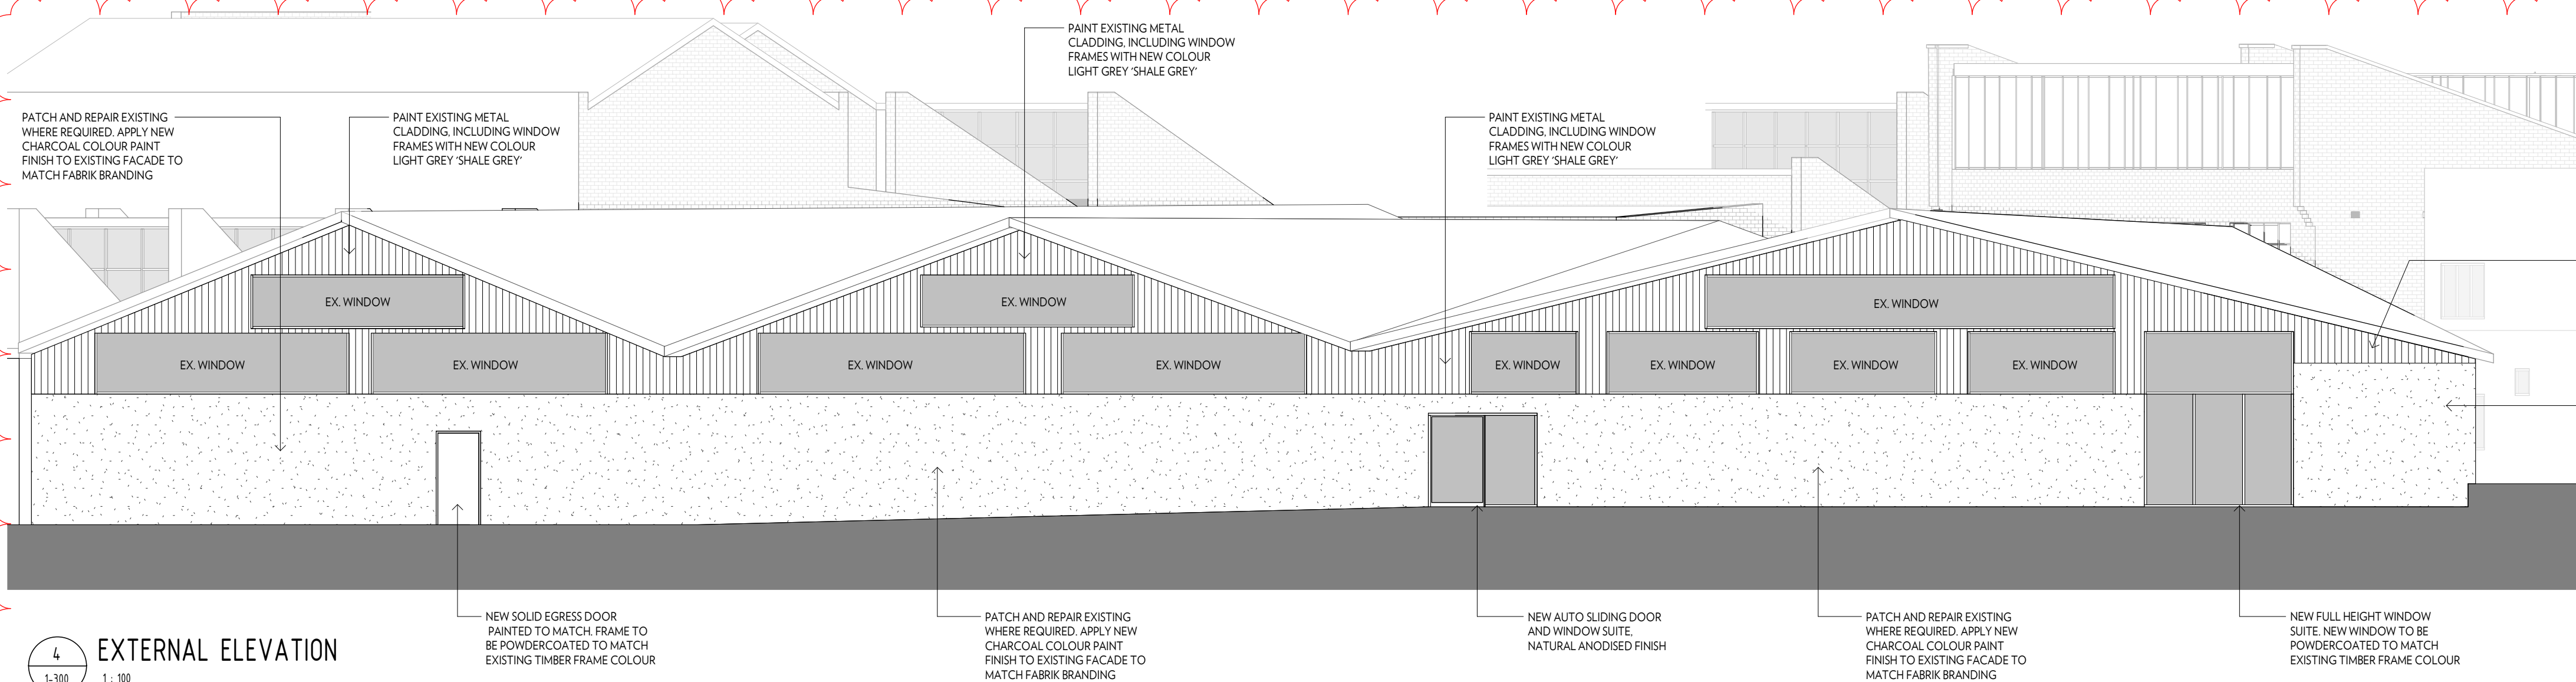 PAINT EXISTING METAL
CLADDING, INCLUDING WINDOW
FRAMES WITH NEW COLOUR
LIGHT GREY 'SHALE GREY'
PATCH AND REPAIR EXISTING
WHERE REQUIRED. APPLY NEW
CHARCOAL COLOUR PAINT
FINISH TO EXISTING FACADE TO
MATCH FABRIK BRANDING
PAINT EXISTING METAL
CLADDING, INCLUDING WINDOW
FRAMES WITH NEW COLOUR
LIGHT GREY 'SHALE GREY'
PAINT EXISTING METAL
CLADDING, INCLUDING WINDOW
FRAMES WITH NEW COLOUR
LIGHT GREY 'SHALE GREY'
EX. WINDOW
EX. WINDOW
EX. WINDOW
EX. WINDOW
EX. WINDOW
EX. WINDOW
EX. WINDOW
EX. WINDOW
EX. WINDOW
EX. WINDOW
EX. WINDOW
NEW SOLID EGRESS DOOR
PAINTED TO MATCH. FRAME TO
BE POWDERCOATED TO MATCH
EXISTING TIMBER FRAME COLOUR
PATCH AND REPAIR EXISTING
WHERE REQUIRED. APPLY NEW
CHARCOAL COLOUR PAINT
FINISH TO EXISTING FACADE TO
MATCH FABRIK BRANDING
NEW AUTO SLIDING DOOR
AND WINDOW SUITE,
NATURAL ANODISED FINISH
PATCH AND REPAIR EXISTING
WHERE REQUIRED. APPLY NEW
CHARCOAL COLOUR PAINT
FINISH TO EXISTING FACADE TO
MATCH FABRIK BRANDING
NEW FULL HEIGHT WINDOW
SUITE. NEW WINDOW TO BE
POWDERCOATED TO MATCH
EXISTING TIMBER FRAME COLOUR
4
1-300
EXTERNAL ELEVATION
1 : 100